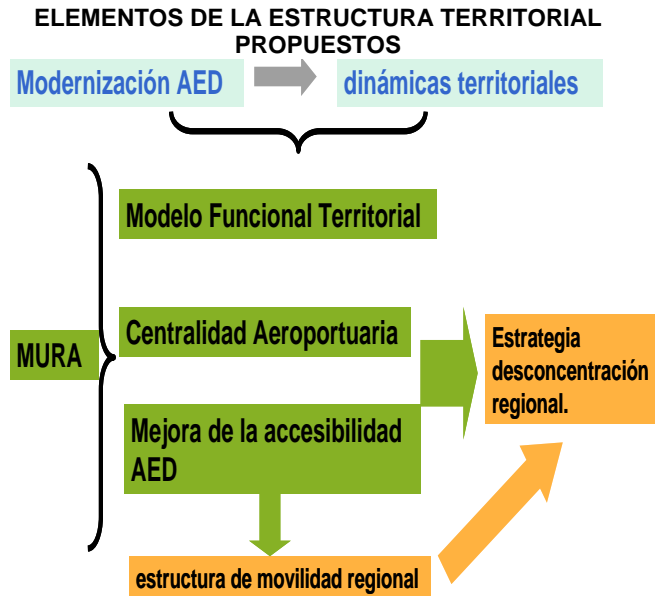 ELEMENTOS DE LA ESTRUCTURA TERRITORIAL
PROPUESTOS
Modernización AED
dinámicas territoriales
Modelo Funcional Territorial
Centralidad Aeroportuaria
MURA
Estrategia
desconcentración
regional.
Mejora de la accesibilidad
AED
estructura de movilidad regional